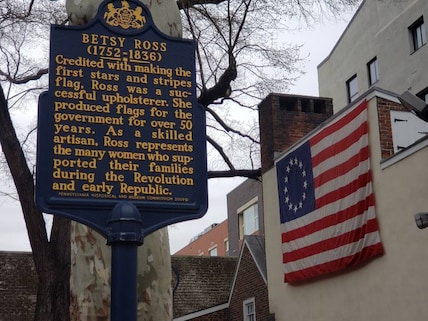 BETSY ROSS
(1752-1836)
Credited with making the
first stars and stripes
flag, Ross was a suc-
cessful upholsterer. She
produced flags for the
government for over 50
years. As a skilled
artisan, Ross represents
the many women who sup-
ported their families
during the Revolution
and early Republic.
PENNSYLVANIA HISTORICAL AND MUSEUM COMMISSION